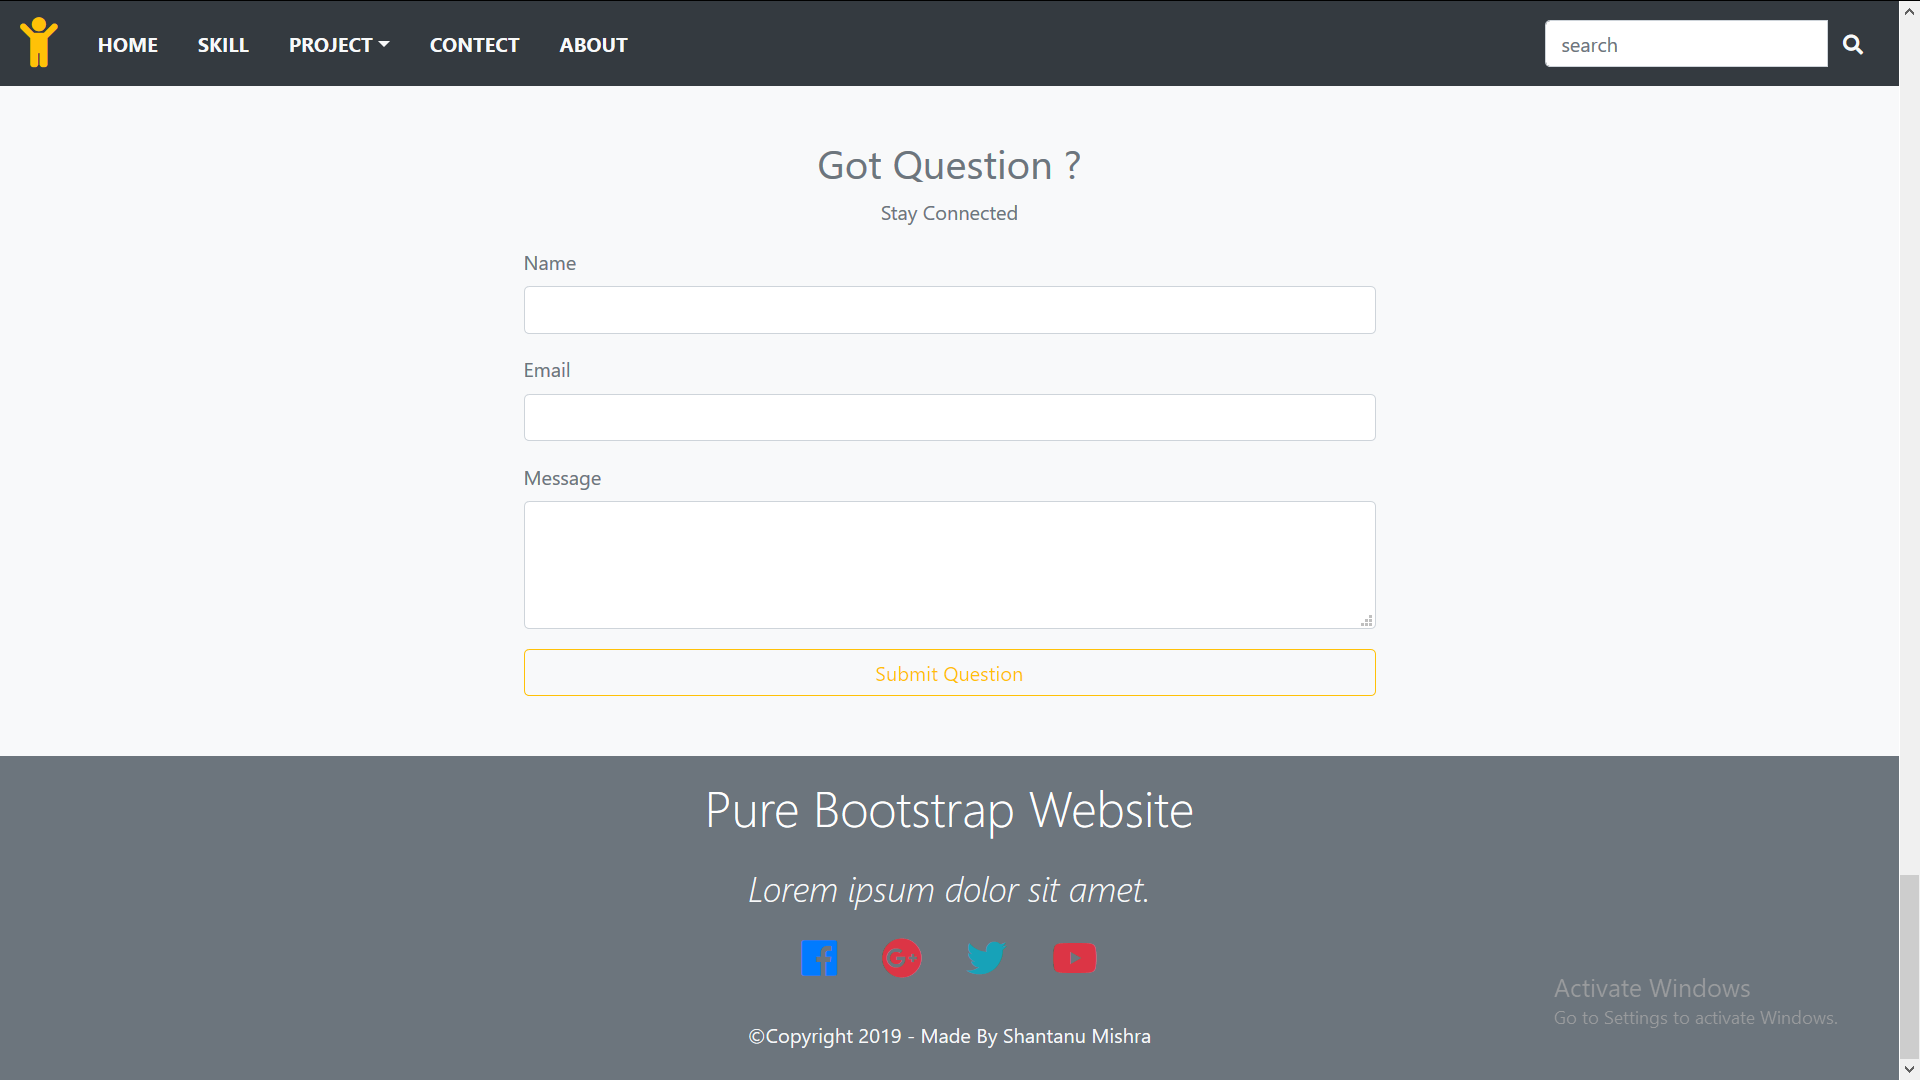 HOME SKILL PROJECT CONTECT ABOUT search
Got Question ?
Stay Connected
Name
Email
Message
Submit Question
Pure Bootstrap Website
Lorem ipsum dolor sit amet.
Activate Windows
Go to Settings to activate Windows.
©Copyright 2019 - Made By Shantanu Mishra